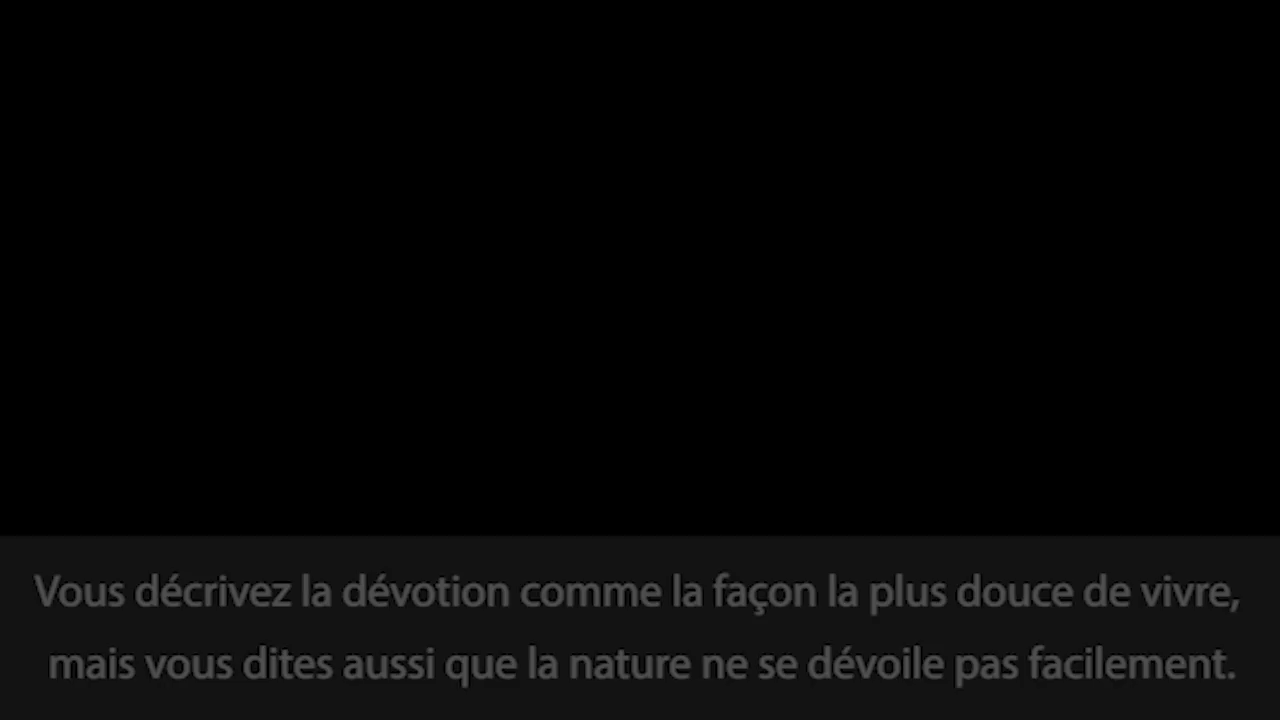 Vous décrivez la dévotion comme la façon la plus douce de vivre,
mais vous dites aussi que la nature ne se dévoile pas facilement.